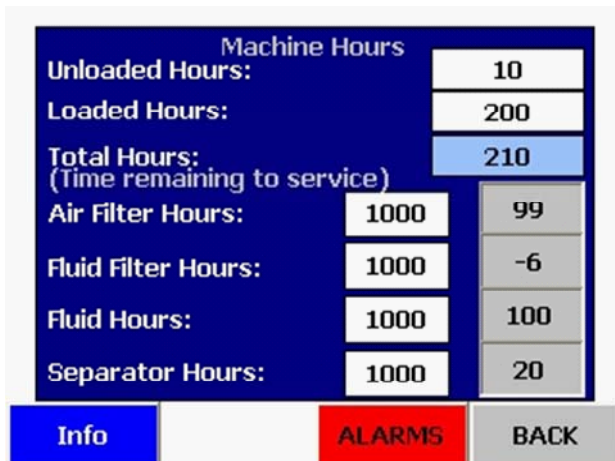 Machine Hours
Unloaded Hours: 10
Loaded Hours: 200
Total Hours: 210
(Time remaining to service)
Air Filter Hours: 1000 99
Fluid Filter Hours: 1000 -6
Fluid Hours: 1000 100
Separator Hours: 1000 20
Info ALARMS BACK